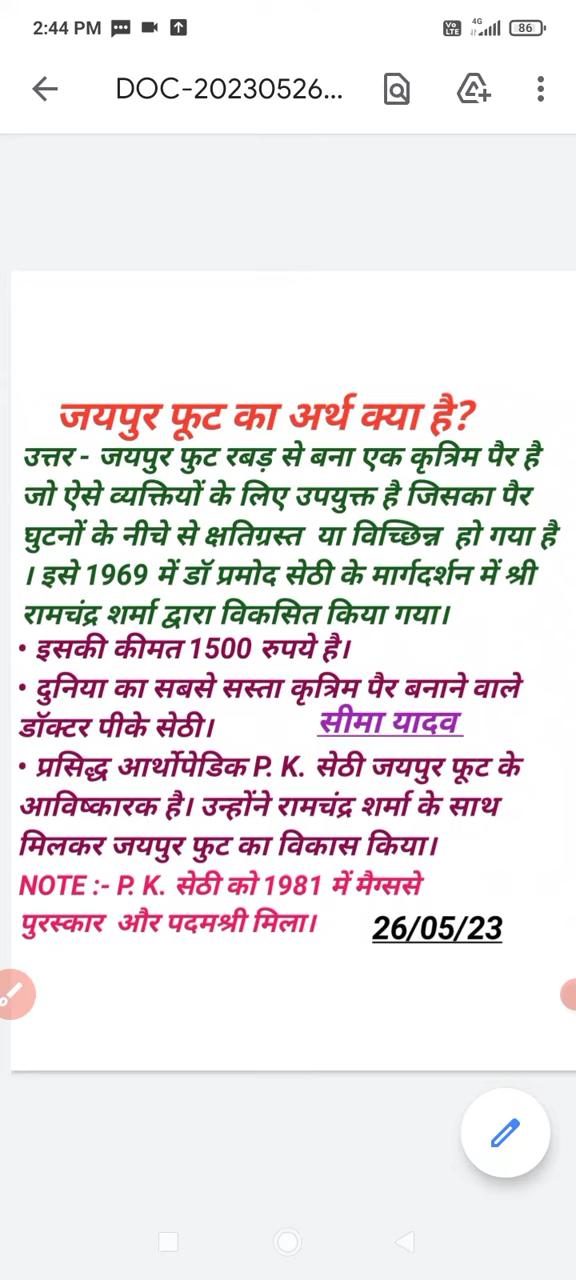 2:44 PM
Vo LTE 4G 86
DOC-20230526...
जयपुर फूट का अर्थ क्या है?
उत्तर - जयपुर फुट रबड़ से बना एक कृत्रिम पैर है
जो ऐसे व्यक्तियों के लिए उपयुक्त है जिसका पैर
घुटनों के नीचे से क्षतिग्रस्त या विच्छिन्न हो गया है
। इसे 1969 में डॉ प्रमोद सेठी के मार्गदर्शन में श्री
रामचंद्र शर्मा द्वारा विकसित किया गया।
• इसकी कीमत 1500 रुपये है।
• दुनिया का सबसे सस्ता कृत्रिम पैर बनाने वाले
डॉक्टर पीके सेठी। सीमा यादव
• प्रसिद्ध आर्थोपेडिक P. K. सेठी जयपुर फूट के
आविष्कारक है। उन्होंने रामचंद्र शर्मा के साथ
मिलकर जयपुर फुट का विकास किया।
NOTE :- P. K. सेठी को 1981 में मैग्ससे
पुरस्कार और पदमश्री मिला। 26/05/23